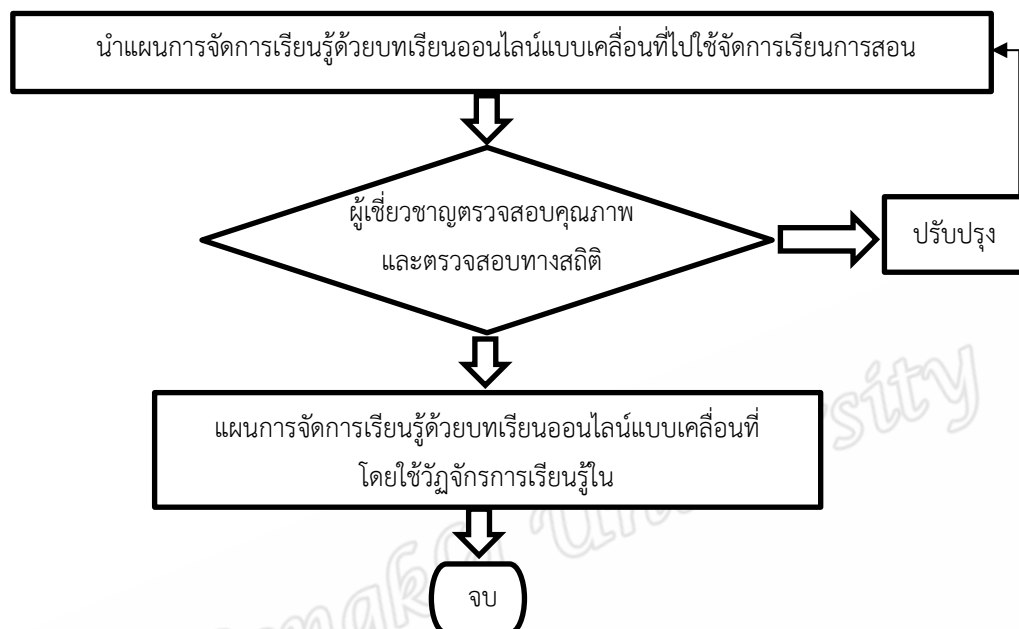 นำแผนการจัดการเรียนรู้ด้วยบทเรียนออนไลน์แบบเคลื่อนที่ไปใช้จัดการเรียนการสอน
ผู้เชี่ยวชาญตรวจสอบคุณภาพ
และตรวจสอบทางสถิติ
ปรับปรุง
แผนการจัดการเรียนรู้ด้วยบทเรียนออนไลน์แบบเคลื่อนที่
โดยใช้วัฏจักรการเรียนรู้ใน
จบ